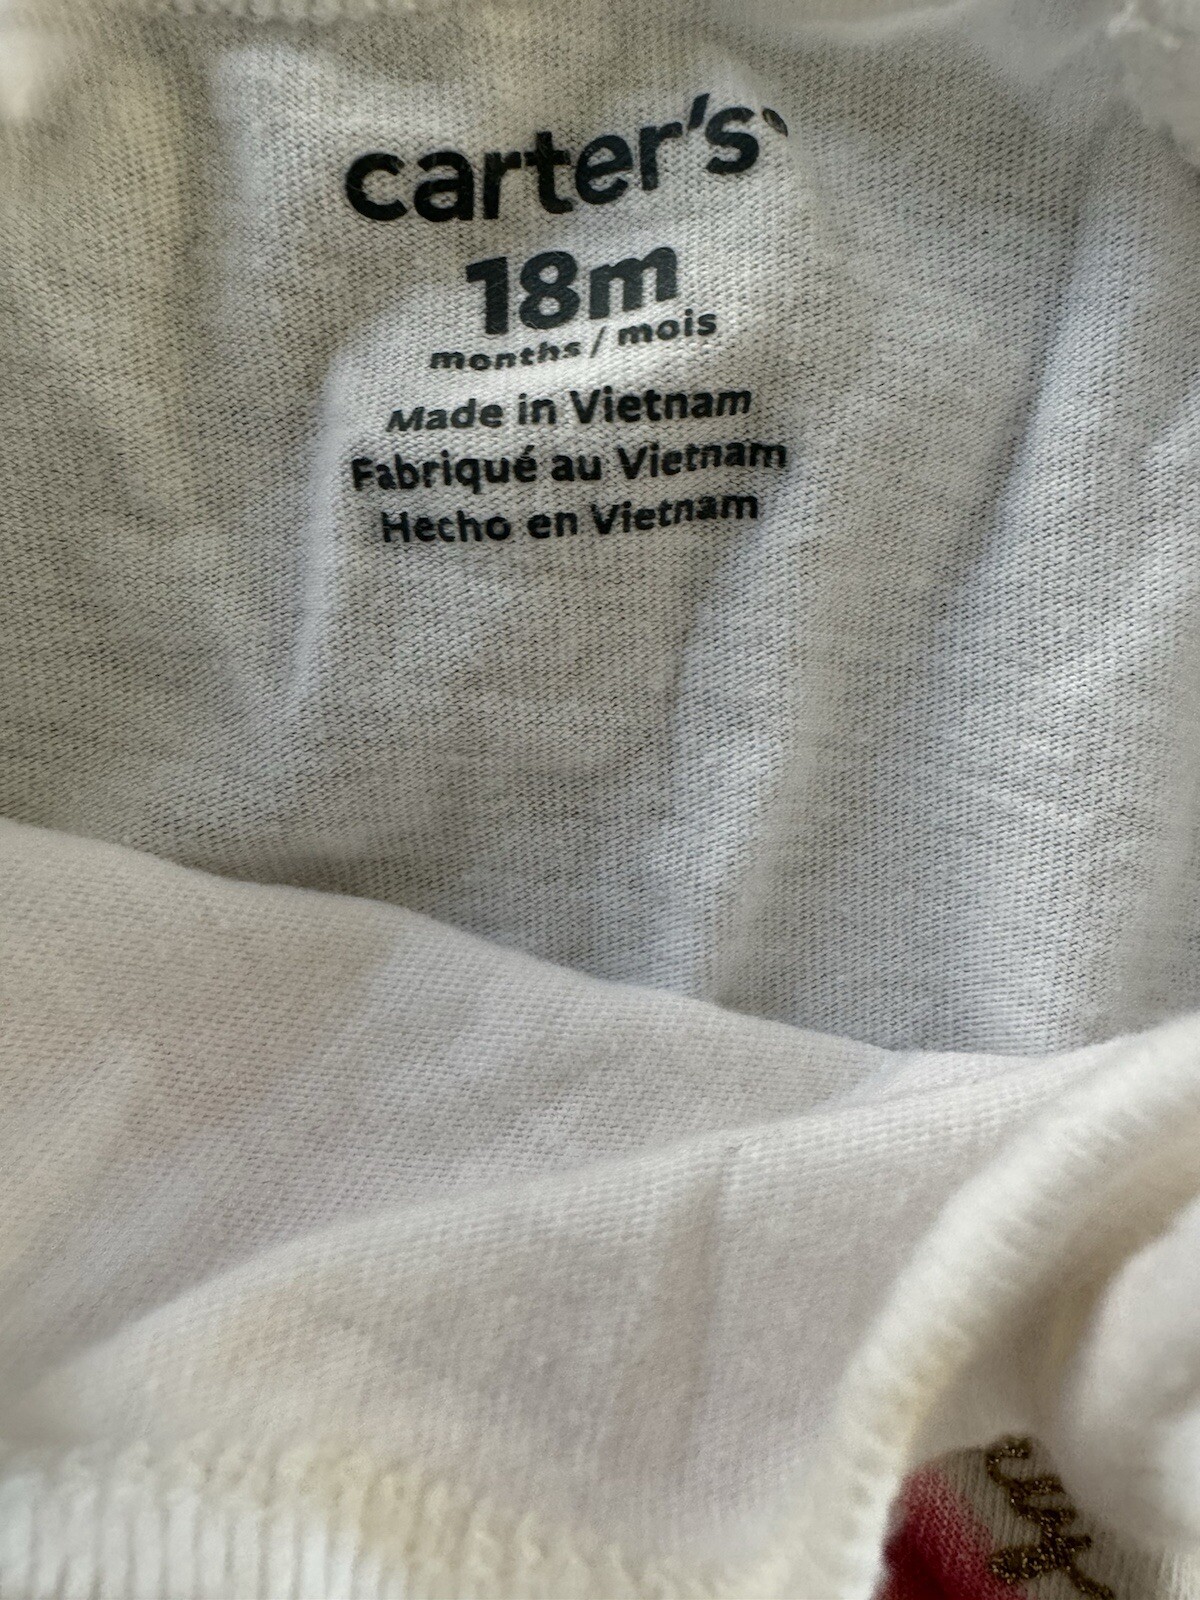 carter's
18m
months / mois
Made in Vietnam
Fabriqué au Vietnam
Hecho en Vietnam